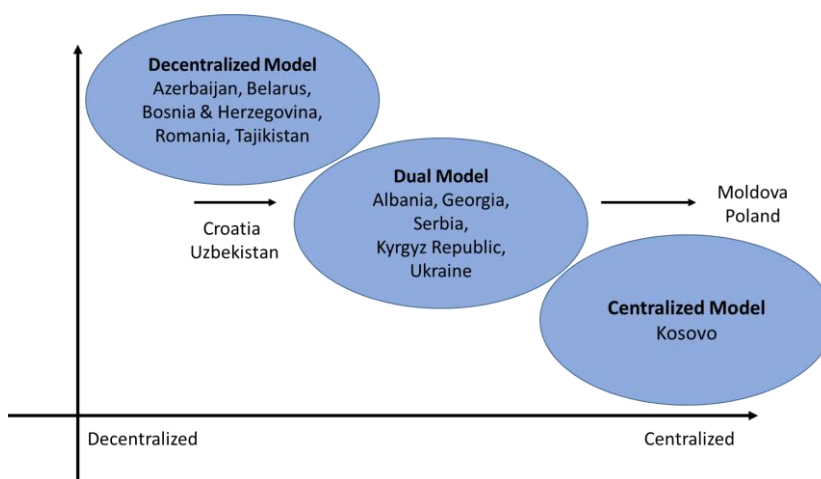 Decentralized Model
Azerbaijan, Belarus,
Bosnia & Herzegovina,
Romania, Tajikistan
Dual Model
Albania, Georgia,
Serbia,
Kyrgyz Republic,
Ukraine
Croatia
Uzbekistan
Moldova
Poland
Centralized Model
Kosovo
Decentralized
Centralized